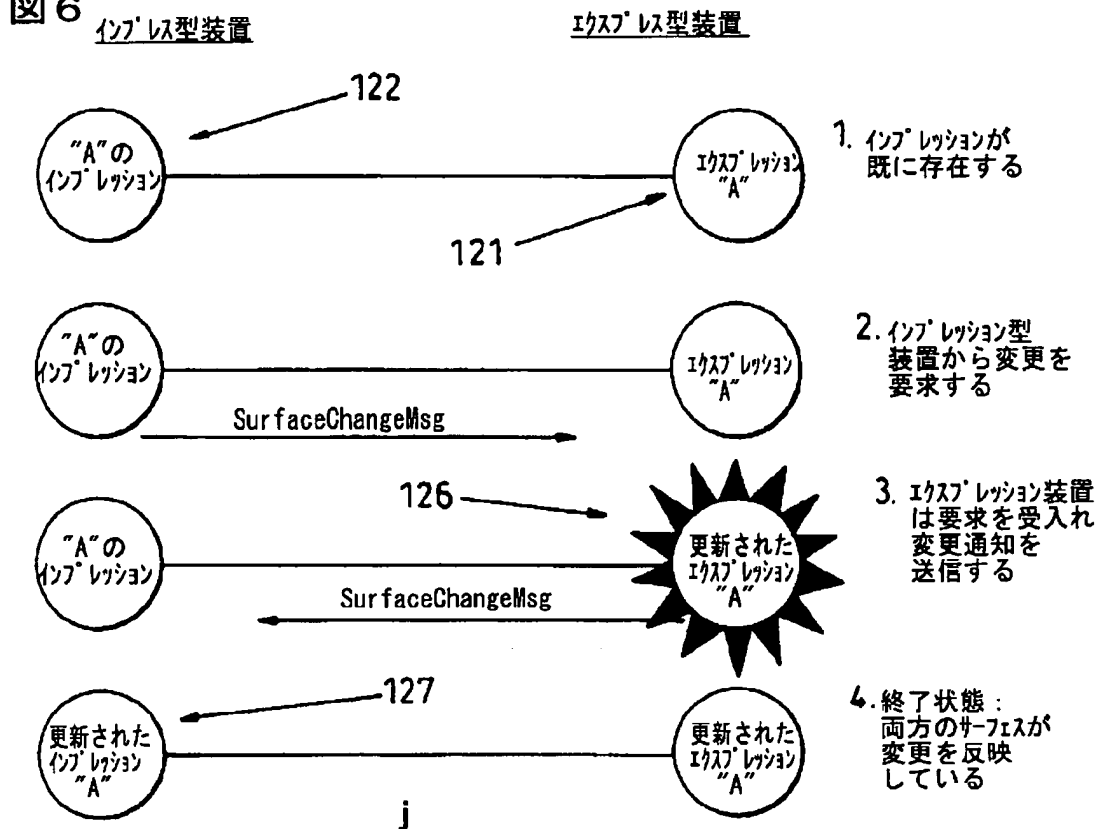 図6
インプレス型装置
エクスプレス型装置
122
"A"の
インプレッション
エクスプレッション
"A"
1. インプレッションが
既に存在する
121
"A"の
インプレッション
エクスプレッション
"A"
2. インプレッション型
装置から変更を
要求する
SurfaceChangeMsg
126
"A"の
インプレッション
更新された
エクスプレッション
"A"
3. エクスプレッション装置
は要求を受入れ
変更通知を
送信する
SurfaceChangeMsg
127
更新された
インプレッション
"A"
更新された
エクスプレッション
"A"
4. 終了状態：
両方のサーフェスが
変更を反映
している
j